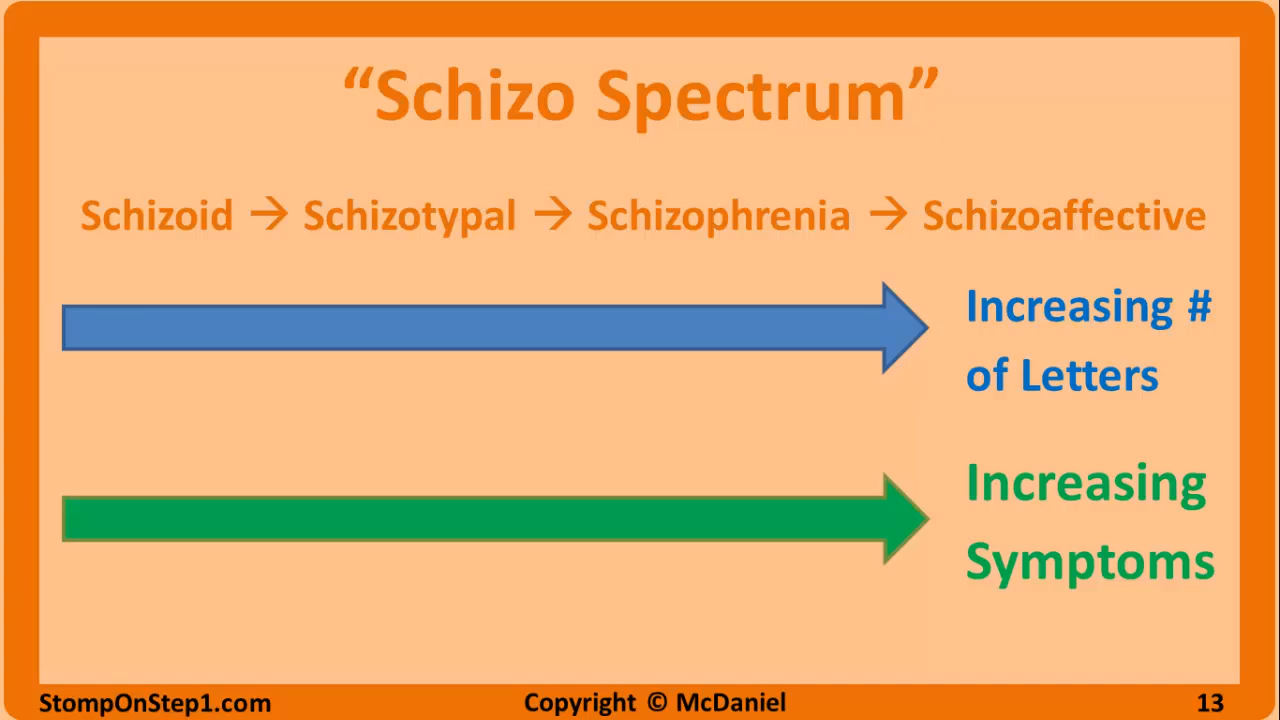 “Schizo Spectrum”
Schizoid → Schizotypal → Schizophrenia → Schizoaffective
Increasing #
of Letters
Increasing
Symptoms
StompOnStep1.com
Copyright © McDaniel
13